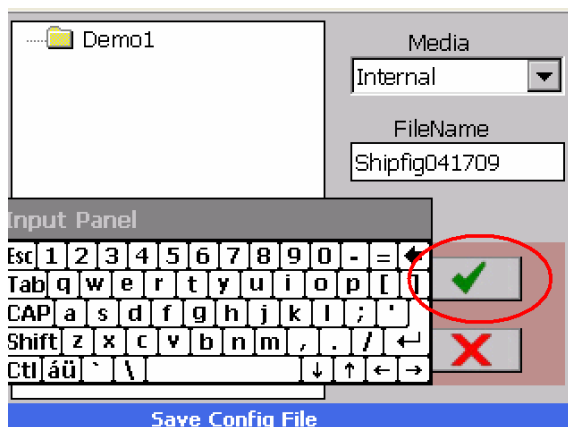 Demo1
Media
Internal
FileName
Shipfig041709
Input Panel
Esc 1 2 3 4 5 6 7 8 9 0 - =
Tab q w e r t y u i o p [ ]
CAP a s d f g h j k l ; '
Shift z x c v b n m , . /
Ctl áü ` \
Save Config File